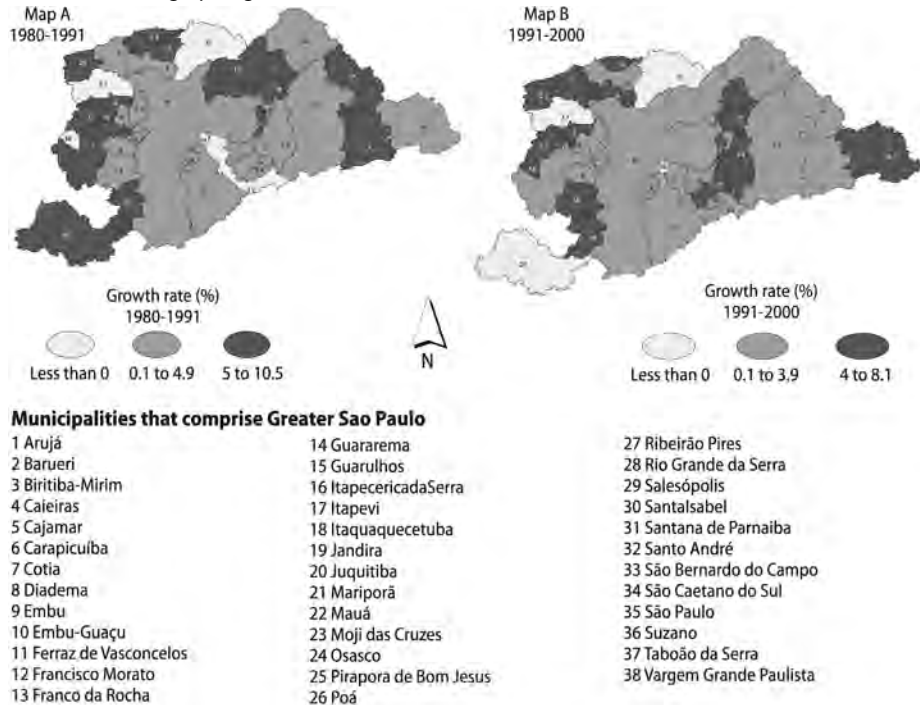 Map A
1980-1991
Map B
1991-2000
Growth rate (%)
1980-1991
Less than 0
0.1 to 4.9
5 to 10.5
N
Growth rate (%)
1991-2000
Less than 0
0.1 to 3,9
4 to 8.1
Municipalities that comprise Greater Sao Paulo
1 Arujá
2 Barueri
3 Biritiba-Mirim
4 Caieiras
5 Cajamar
6 Carapicuíba
7 Cotia
8 Diadema
9 Embu
10 Embu-Guaçu
11 Ferraz de Vasconcelos
12 Francisco Morato
13 Franco da Rocha
14 Guararema
15 Guarulhos
16 ItapecericadaSerra
17 Itapevi
18 Itaquaquecetuba
19 Jandira
20 Juquitiba
21 Mariporã
22 Mauá
23 Moji das Cruzes
24 Osasco
25 Pirapora de Bom Jesus
26 Poá
27 Ribeirão Pires
28 Rio Grande da Serra
29 Salesópolis
30 SantaIsabel
31 Santana de Parnaiba
32 Santo André
33 São Bernardo do Campo
34 São Caetano do Sul
35 São Paulo
36 Suzano
37 Taboão da Serra
38 Vargem Grande Paulista